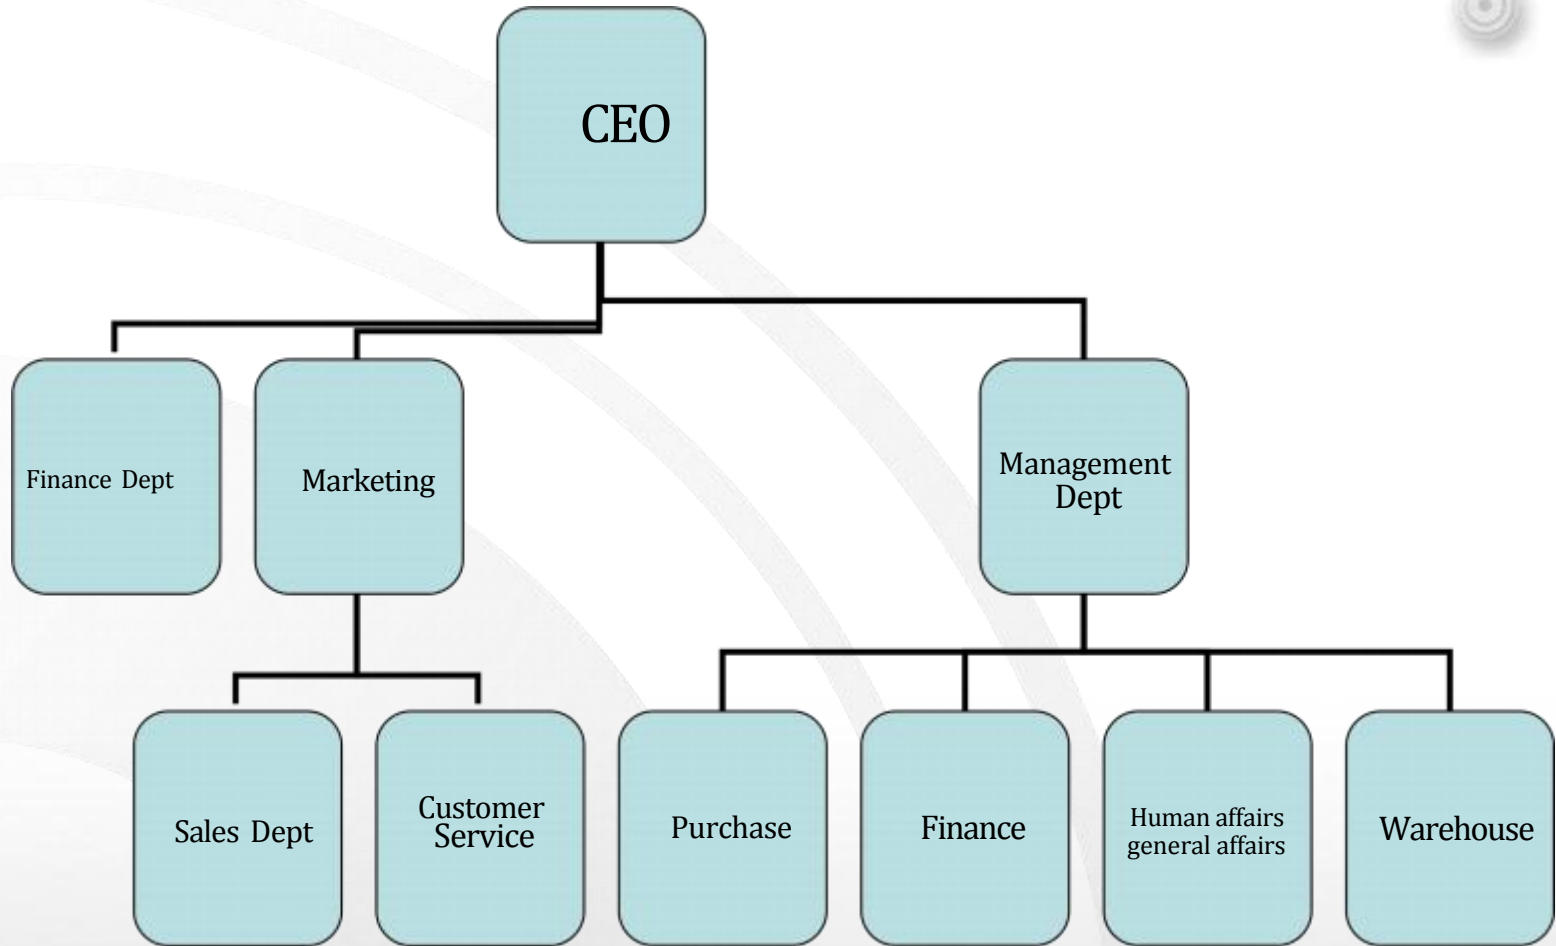 CEO
Finance Dept
Marketing
Management
Dept
Sales Dept
Customer
Service
Purchase
Finance
Human affairs
general affairs
Warehouse